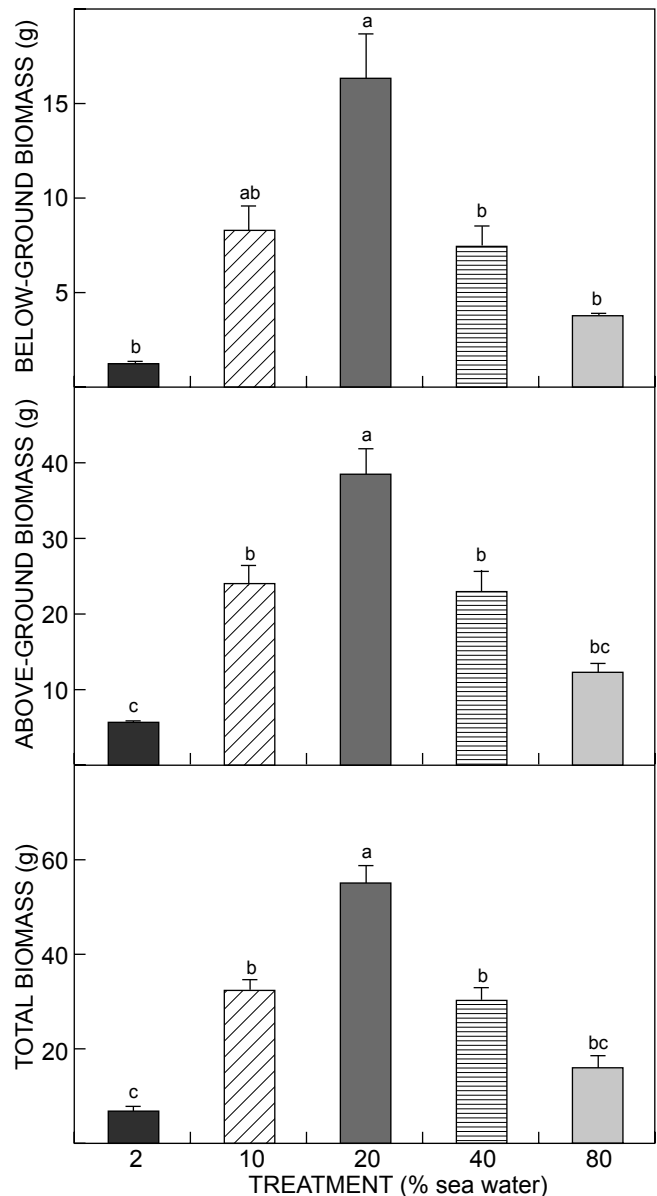 BELOW-GROUND BIOMASS (g)
15
10
5
b
ab
a
b
b
ABOVE-GROUND BIOMASS (g)
40
30
20
10
c
b
a
b
bc
TOTAL BIOMASS (g)
60
40
20
c
b
a
b
bc
2 10 20 40 80
TREATMENT (% sea water)